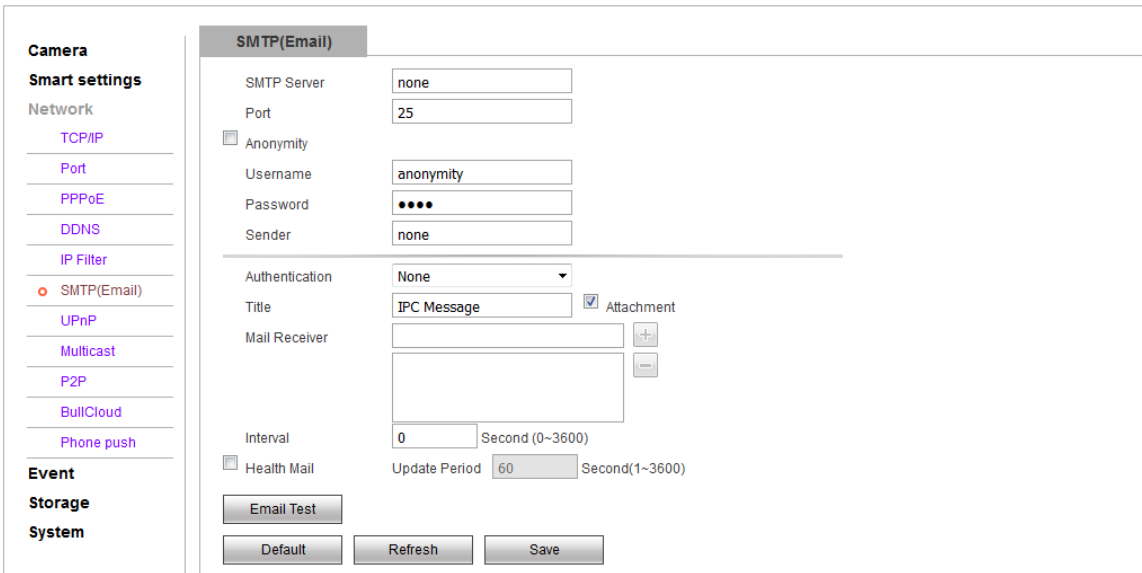 SMTP(Email)
Camera
Smart settings
Network
TCP/IP
Port
PPPoE
DDNS
IP Filter
SMTP(Email)
UPnP
Multicast
P2P
BullCloud
Phone push
Event
Storage
System
SMTP Server none
Port 25
Anonymity
Username anonymity
Password ●●●●
Sender none
Authentication None
Title IPC Message Attachment
Mail Receiver
Interval 0 Second (0~3600)
Health Mail Update Period 60 Second(1~3600)
Email Test
Default Refresh Save